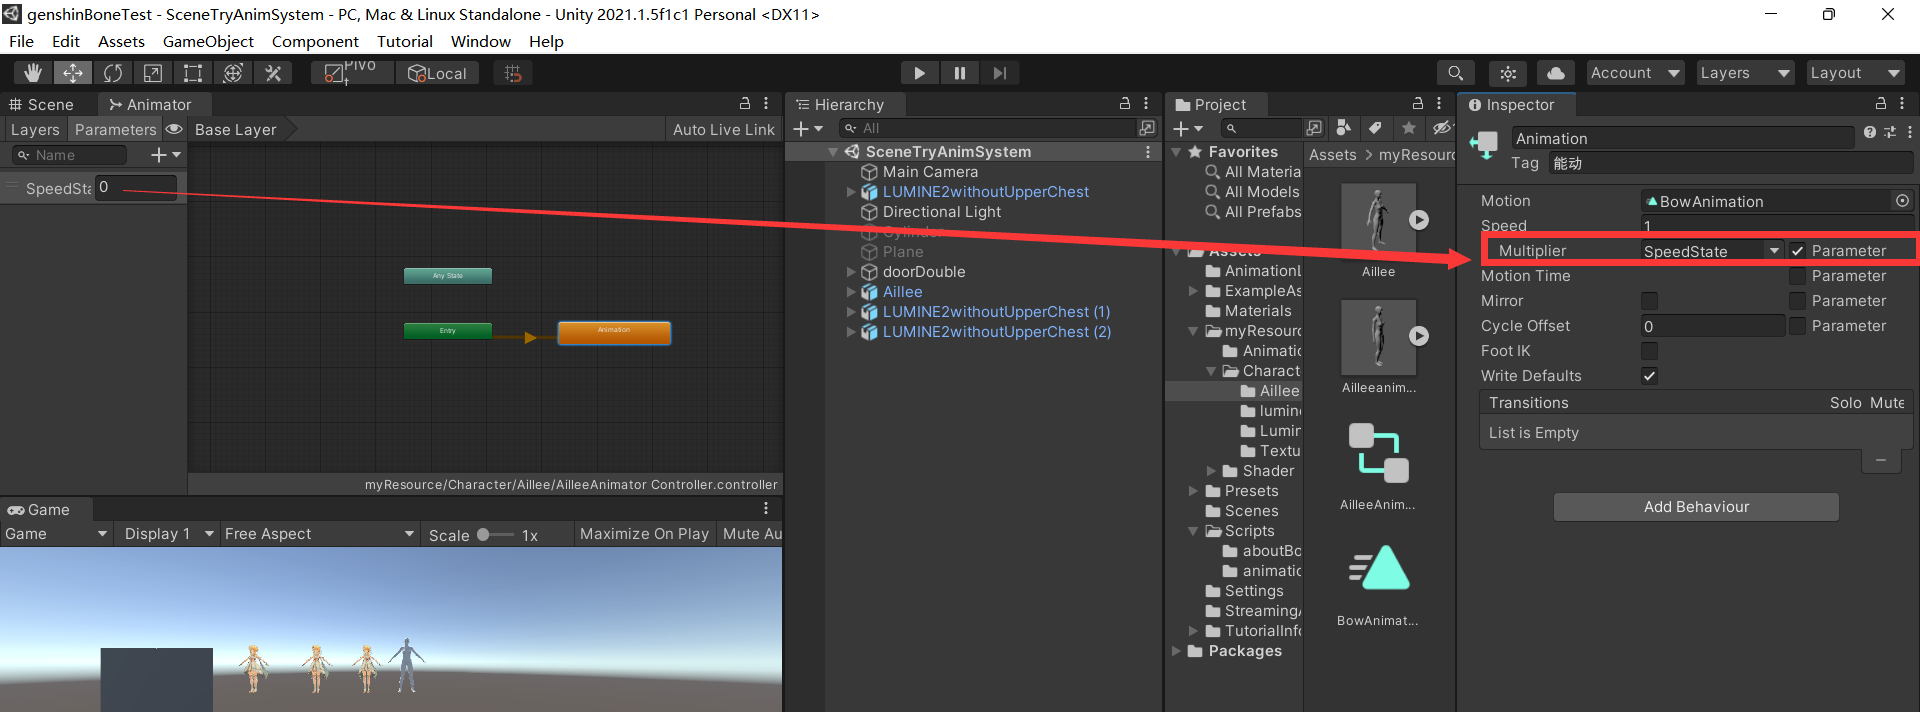 genshinBoneTest - SceneTryAnimSystem - PC, Mac & Linux Standalone - Unity 2021.1.5f1c1 Personal <DX11>
File Edit Assets GameObject Component Tutorial Window Help
Pivot Local
Account Layers Layout
Scene Animator
Layers Parameters Base Layer Auto Live Link
Name
SpeedSta 0
Any State
Entry
Animation
myResource/Character/Aillee/AilleeAnimator Controller.controller
Game
Game Display 1 Free Aspect Scale 1x Maximize On Play Mute Au
Hierarchy
All
SceneTryAnimSystem
Main Camera
LUMINE2withoutUpperChest
Directional Light
Cylinder
Plane
doorDouble
Aillee
LUMINE2withoutUpperChest (1)
LUMINE2withoutUpperChest (2)
Project
Favorites
All Materia
All Models
All Prefabs
Assets
AnimationL
ExampleAs
Materials
myResourc
Animatic
Charact
Aillee
lumine
Lumin
Textu
Shader
Presets
Scenes
Scripts
aboutBo
animatic
Settings
StreamingA
TutorialInfo
Packages
Assets > myResourc
Aillee
Ailleeanim...
AilleeAnim...
BowAnimat...
Inspector
Animation
Tag 能动
Motion BowAnimation
Speed 1
Multiplier SpeedState Parameter
Motion Time Parameter
Mirror Parameter
Cycle Offset 0 Parameter
Foot IK
Write Defaults
Transitions Solo Mute
List is Empty
Add Behaviour